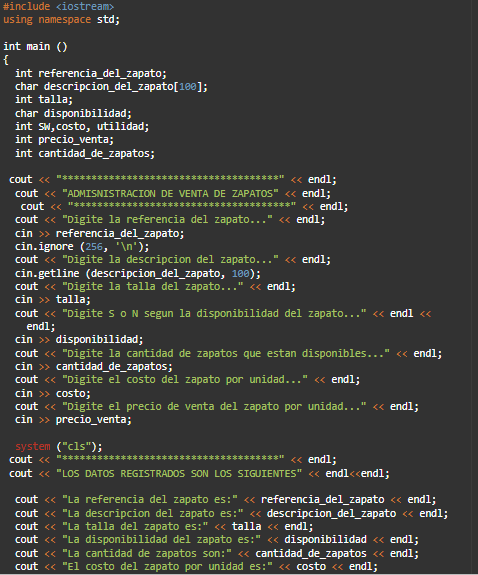 #include <iostream>
using namespace std;
int main ()
{
int referencia_del_zapato;
char descripcion_del_zapato[100];
int talla;
char disponibilidad;
int SW,costo, utilidad;
int precio_venta;
int cantidad_de_zapatos;
cout << "*************************************" << endl;
cout << "ADMISNISTRACION DE VENTA DE ZAPATOS" << endl;
cout << "*************************************" << endl;
cout << "Digite la referencia del zapato..." << endl;
cin >> referencia_del_zapato;
cin.ignore (256, '\n');
cout << "Digite la descripcion del zapato..." << endl;
cin.getline (descripcion_del_zapato, 100);
cout << "Digite la talla del zapato..." << endl;
cin >> talla;
cout << "Digite S o N segun la disponibilidad del zapato..." << endl <<
endl;
cin >> disponibilidad;
cout << "Digite la cantidad de zapatos que estan disponibles..." << endl;
cin >> cantidad_de_zapatos;
cout << "Digite el costo del zapato por unidad..." << endl;
cin >> costo;
cout << "Digite el precio de venta del zapato por unidad..." << endl;
cin >> precio_venta;
system ("cls");
cout << "*************************************" << endl;
cout << "LOS DATOS REGISTRADOS SON LOS SIGUIENTES" << endl<<endl;
cout << "La referencia del zapato es:" << referencia_del_zapato << endl;
cout << "La descripcion del zapato es:" << descripcion_del_zapato << endl;
cout << "La talla del zapato es:" << talla << endl;
cout << "La disponibilidad del zapato es:" << disponibilidad << endl;
cout << "La cantidad de zapatos son:" << cantidad_de_zapatos << endl;
cout << "El costo del zapato por unidad es:" << costo << endl;